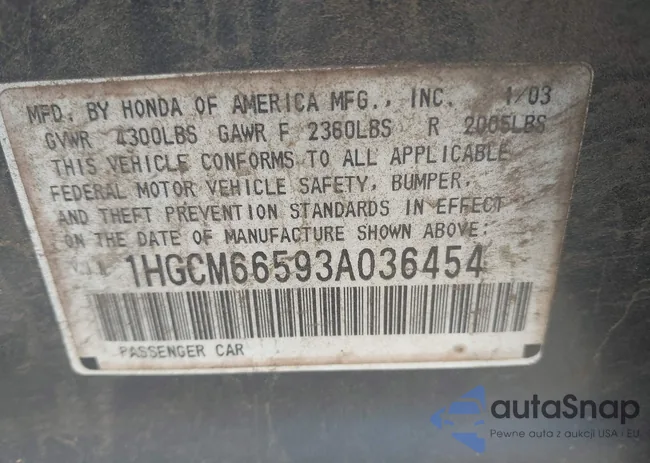 MFD. BY HONDA OF AMERICA MFG., INC. 1/03
GVWR 4300LBS GAWR F 2360LBS R 2005LBS
THIS VEHICLE CONFORMS TO ALL APPLICABLE
FEDERAL MOTOR VEHICLE SAFETY, BUMPER,
AND THEFT PREVENTION STANDARDS IN EFFECT
ON THE DATE OF MANUFACTURE SHOWN ABOVE:
1HGCM66593A036454
PASSENGER CAR
autaSnap
Pewne auta z aukcji USA i EU